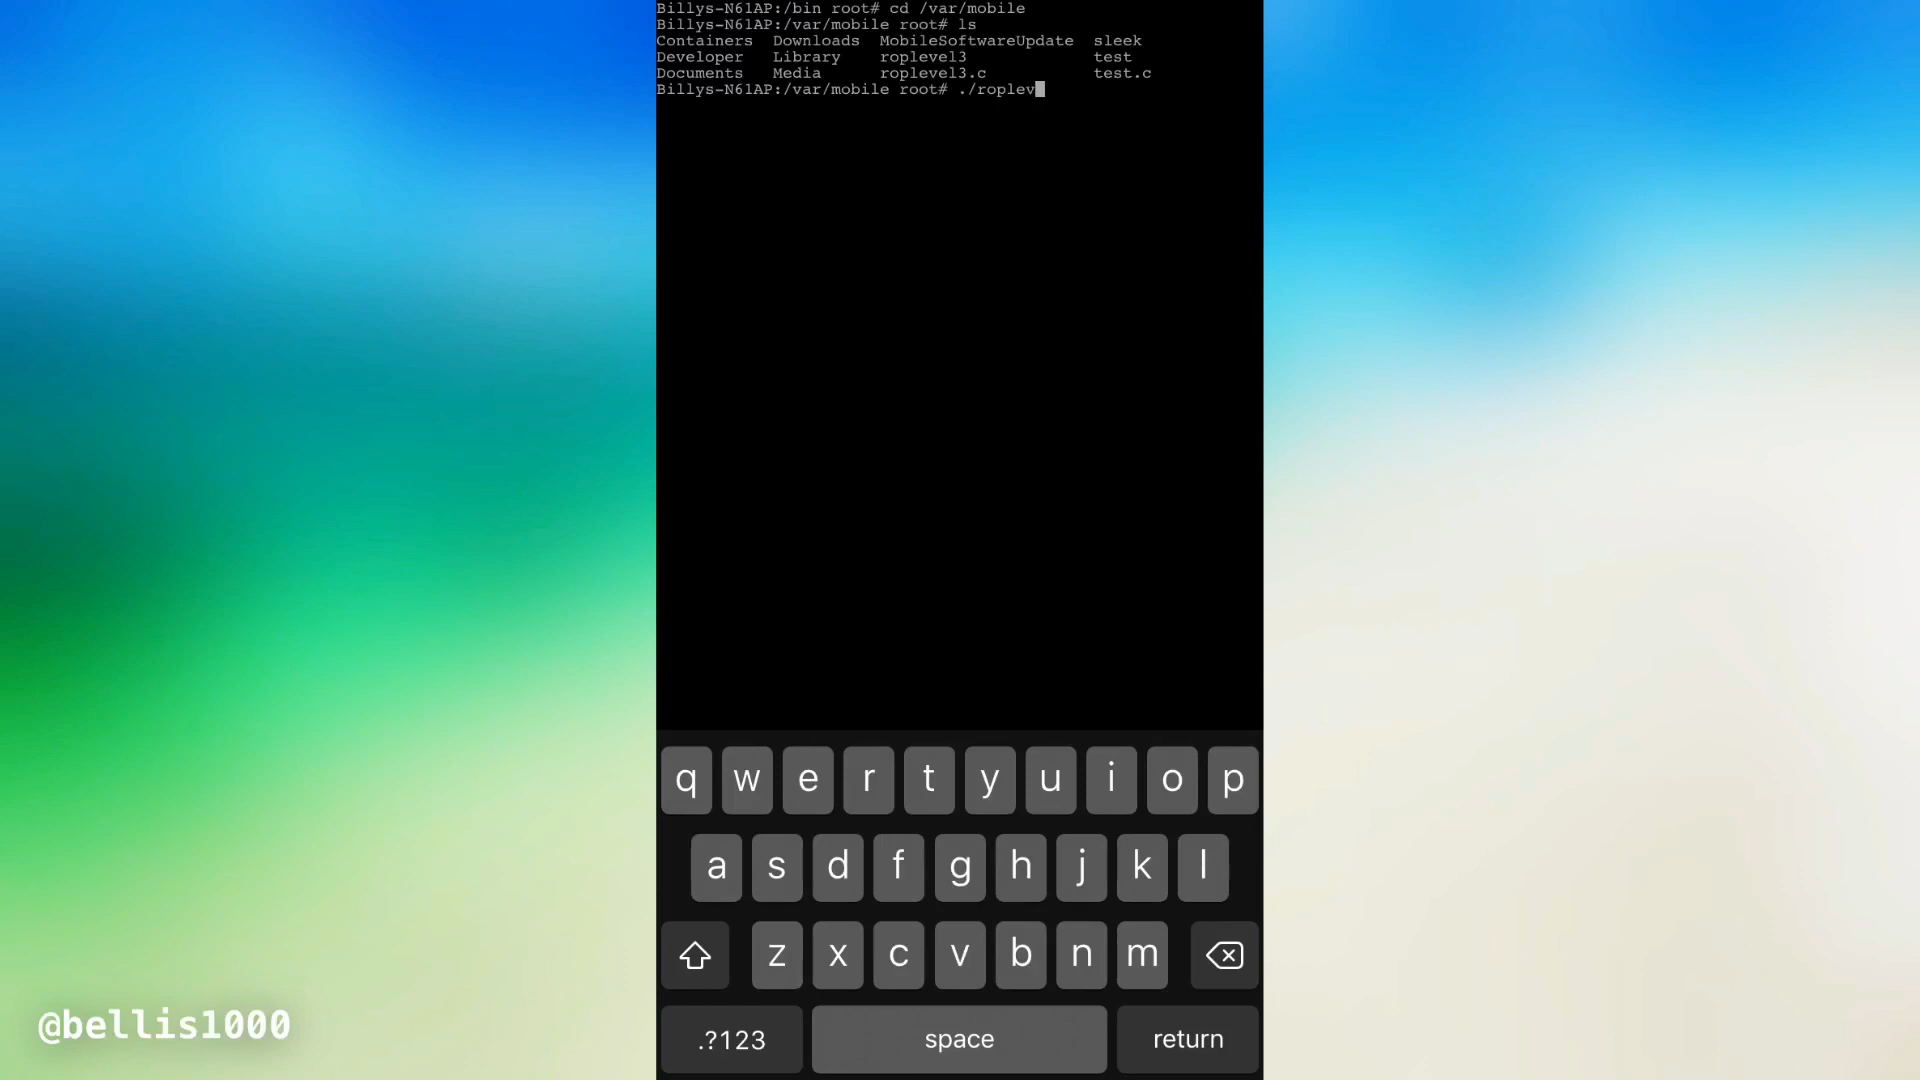 Billys-N61AP:/bin root# cd /var/mobile
Billys-N61AP:/var/mobile root# ls
Containers  Downloads  MobileSoftwareUpdate  sleek
Developer   Library    roplevel3             test
Documents   Media      roplevel3.c           test.c
Billys-N61AP:/var/mobile root# ./roplev
q w e r t y u i o p
a s d f g h j k l
z x c v b n m
.?123 space return
@bellis1000